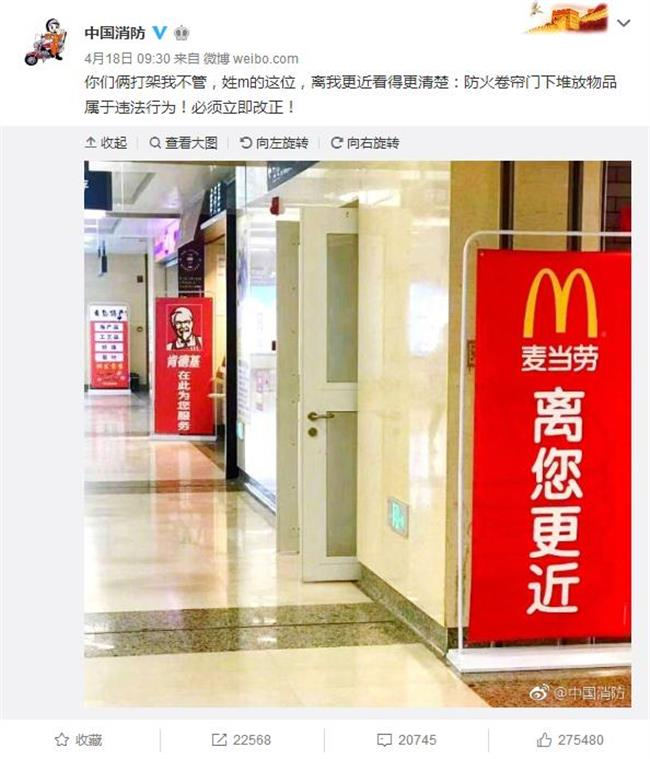 中国消防
4月18日 09:30 来自 微博 weibo.com
你们俩打架我不管，姓m的这位，离我更近看得更清楚：防火卷帘门下堆放物品
属于违法行为！必须立即改正！
收起 查看大图 向左旋转 向右旋转
肯德基
在此为您服务
麦当劳
离您更近
@中国消防
收藏 22568 20745 275480